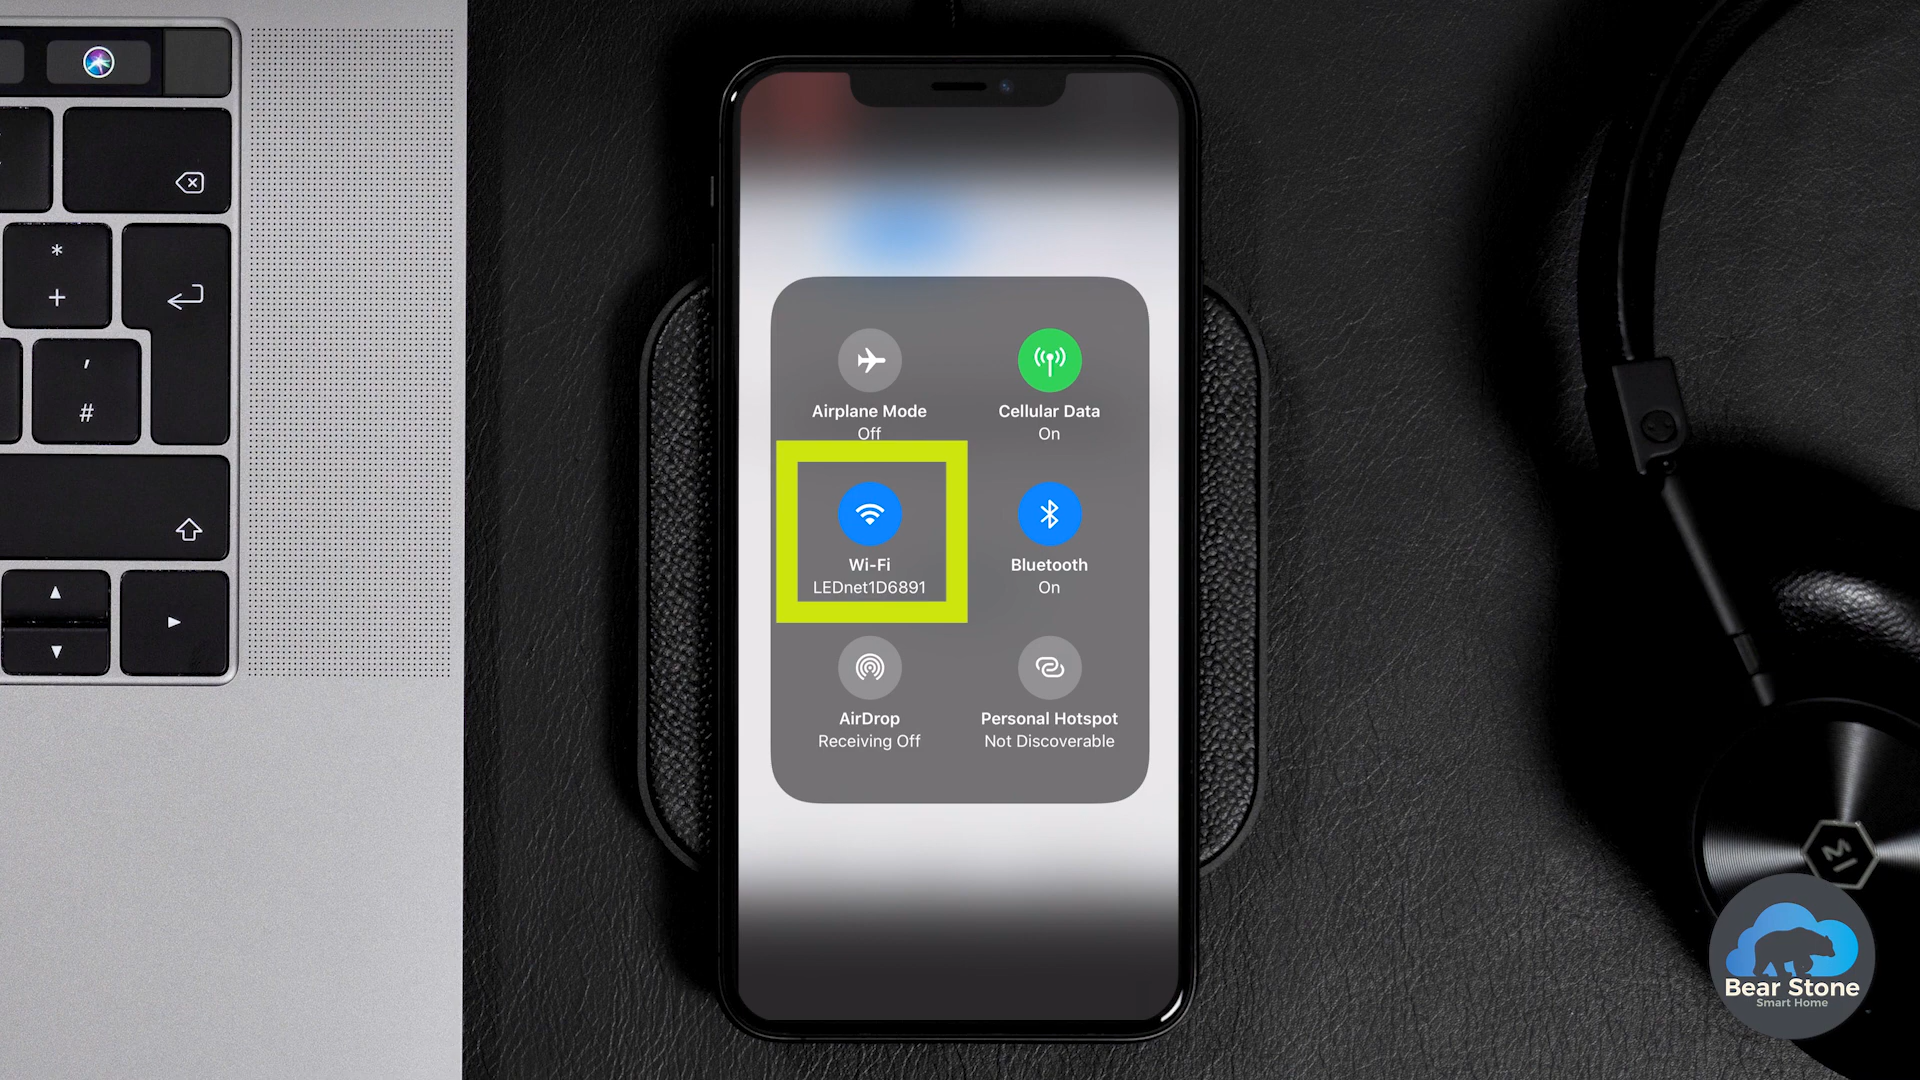 *
+
'
#
Airplane Mode
Off
Cellular Data
On
Wi-Fi
LEDnet1D6891
Bluetooth
On
AirDrop
Receiving Off
Personal Hotspot
Not Discoverable
Bear Stone
Smart Home